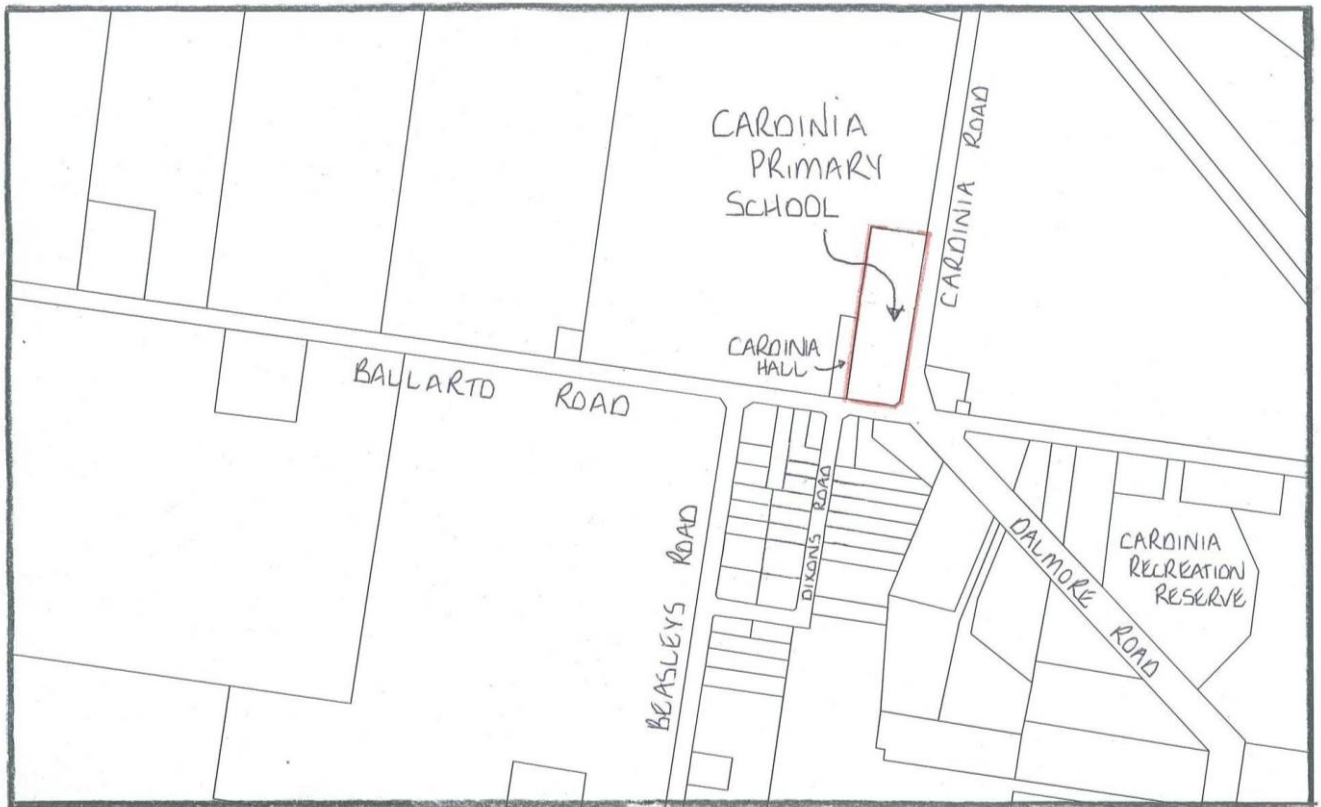 CARDINIA
PRIMARY
SCHOOL
CARDINIA ROAD
CARDINIA
HALL
BALLARTO ROAD
BEASLEYS ROAD
DIXONS ROAD
DALMORE ROAD
CARDINIA
RECREATION
RESERVE